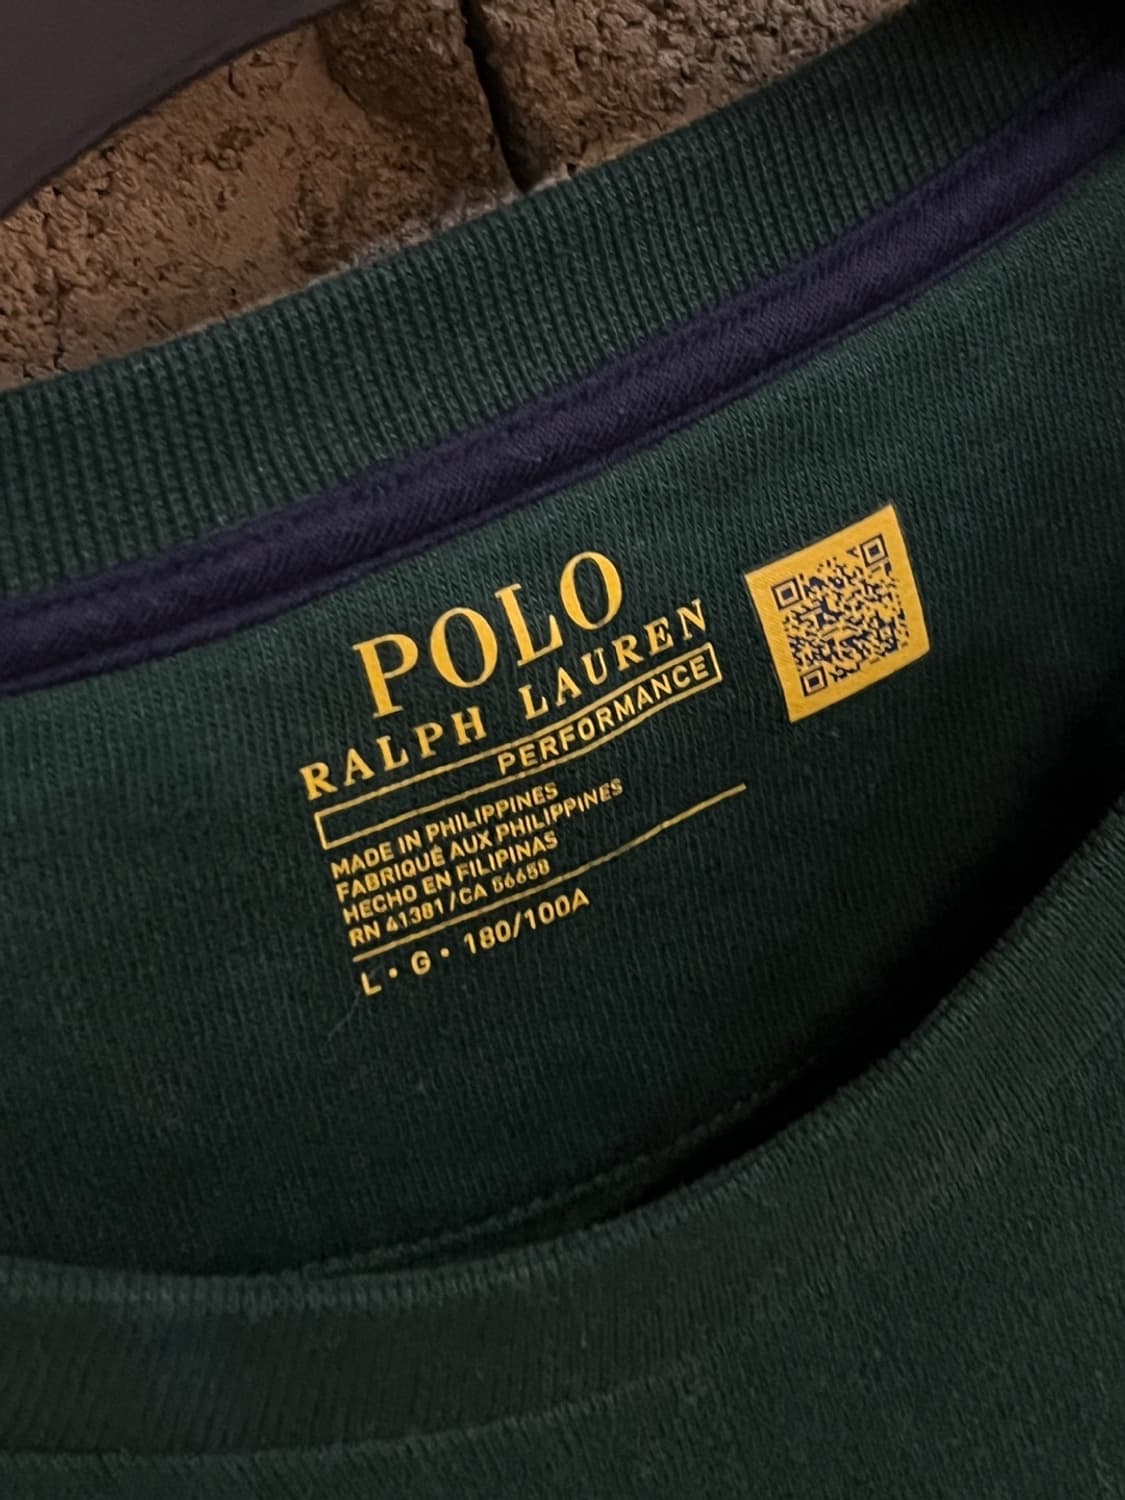 POLO
RALPH LAUREN
PERFORMANCE
MADE IN PHILIPPINES
FABRIQUÉ AUX PHILIPPINES
HECHO EN FILIPINAS
RN 41381/CA 56658
L • G • 180/100A